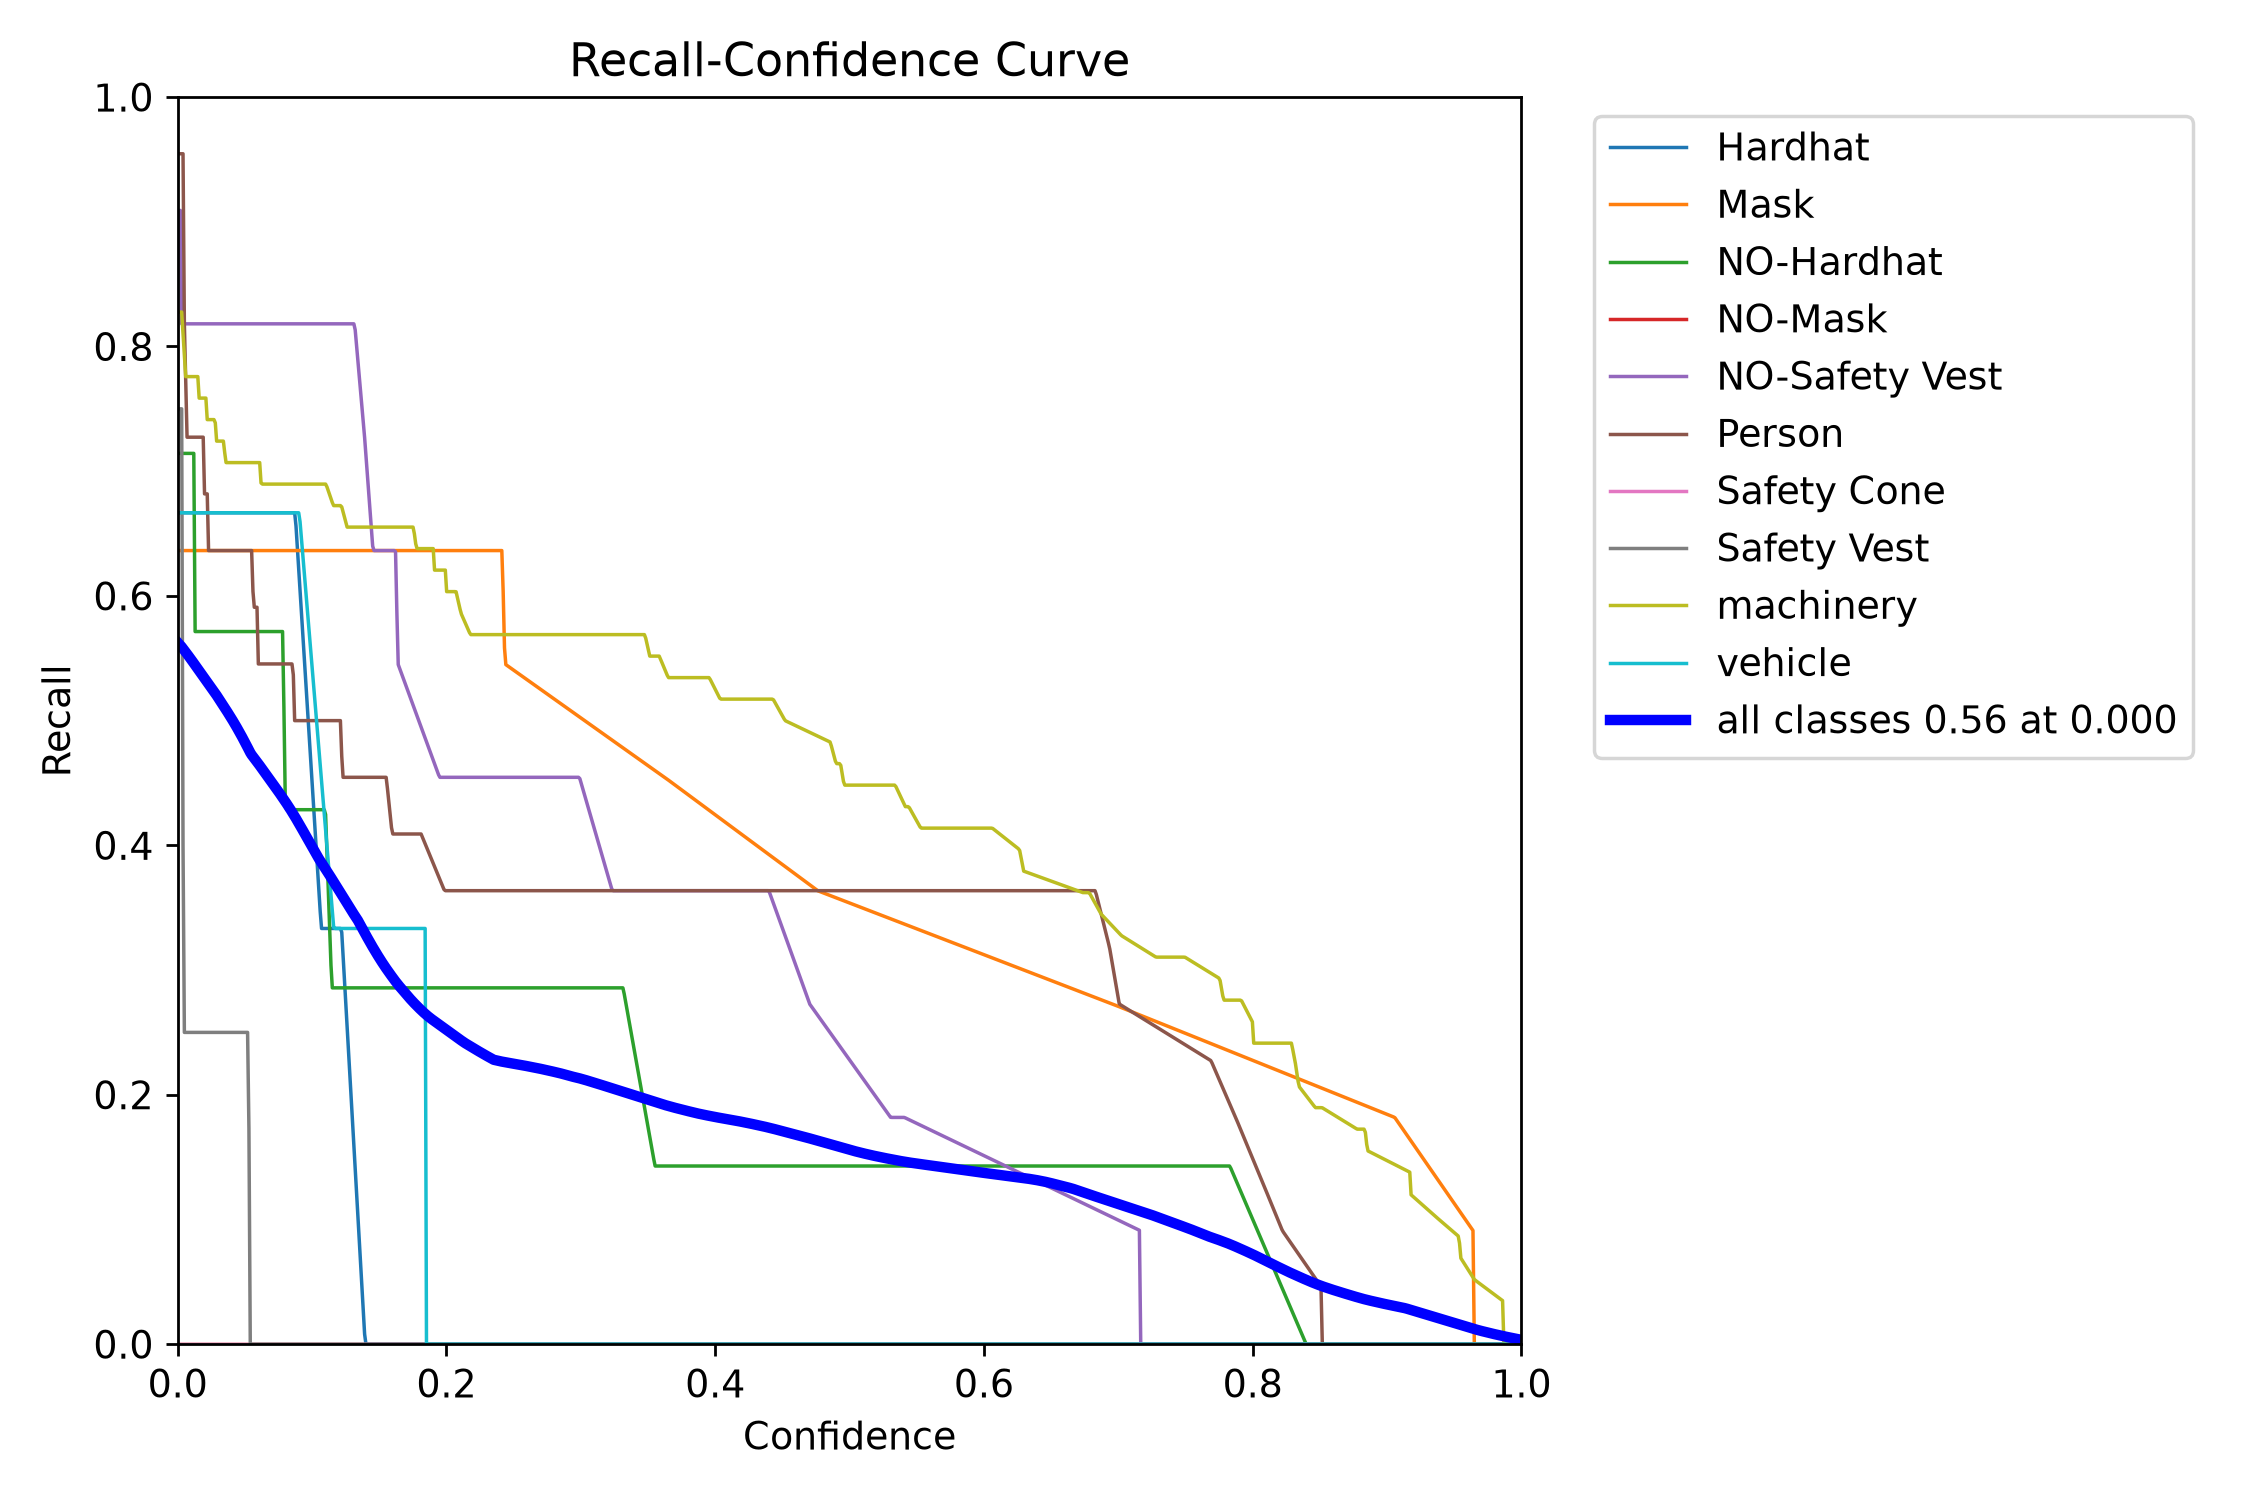 Recall-Confidence Curve
1.0
0.8
0.6
0.4
0.2
0.0
Recall
0.0 0.2 0.4 0.6 0.8 1.0
Confidence
Hardhat
Mask
NO-Hardhat
NO-Mask
NO-Safety Vest
Person
Safety Cone
Safety Vest
machinery
vehicle
all classes 0.56 at 0.000